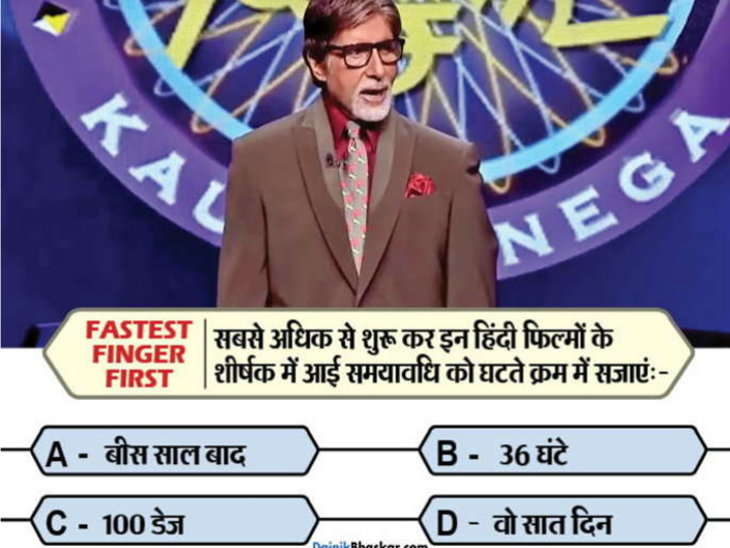 KAU
NEGA
FASTEST
FINGER
FIRST
सबसे अधिक से शुरू कर इन हिंदी फिल्मों के
शीर्षक में आई समयावधि को घटते क्रम में सजाएंः-
A - बीस साल बाद
B - 36 घंटे
C - 100 डेज
D - वो सात दिन
DainikBhaskar.com